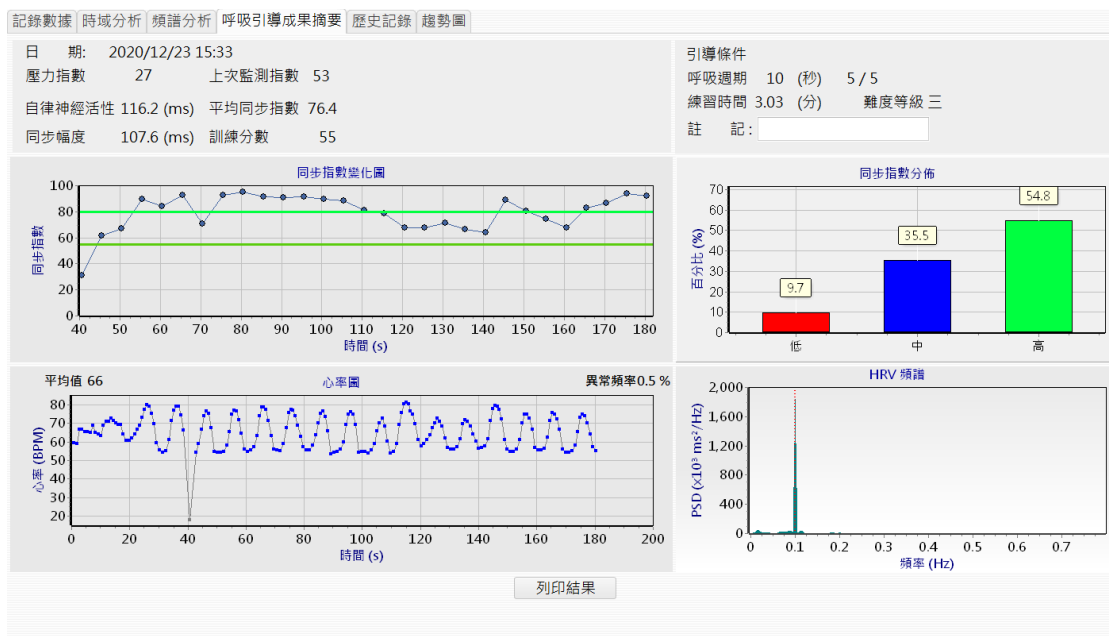 記錄數據 時域分析 頻譜分析 呼吸引導成果摘要 歷史記錄 趨勢圖
日 期: 2020/12/23 15:33
壓力指數 27 上次監測指數 53
自律神經活性 116.2 (ms) 平均同步指數 76.4
同步幅度 107.6 (ms) 訓練分數 55
引導條件
呼吸週期 10 (秒) 5 / 5
練習時間 3.03 (分) 難度等級 三
註 記:
同步指數變化圖
同步指數
100
80
60
40
20
0
40 50 60 70 80 90 100 110 120 130 140 150 160 170 180
時間 (s)
同步指數分佈
百分比 (%)
70
60
50
40
30
20
10
0
9.7
35.5
54.8
低 中 高
平均值 66 心率圖 異常頻率0.5 %
心率 (BPM)
80
70
60
50
40
30
20
0 20 40 60 80 100 120 140 160 180 200
時間 (s)
HRV 頻譜
PSD (x10³ ms²/Hz)
2,000
1,600
1,200
800
400
0
0 0.1 0.2 0.3 0.4 0.5 0.6 0.7
頻率 (Hz)
列印結果